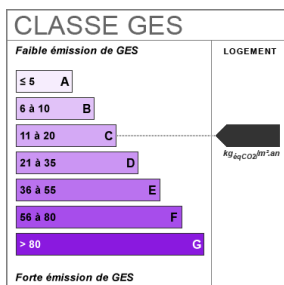 CLASSE GES
Faible émission de GES
LOGEMENT
≤ 5 A
6 à 10 B
11 à 20 C
21 à 35 D
36 à 55 E
56 à 80 F
> 80 G
kgéqCO2/m².an
Forte émission de GES